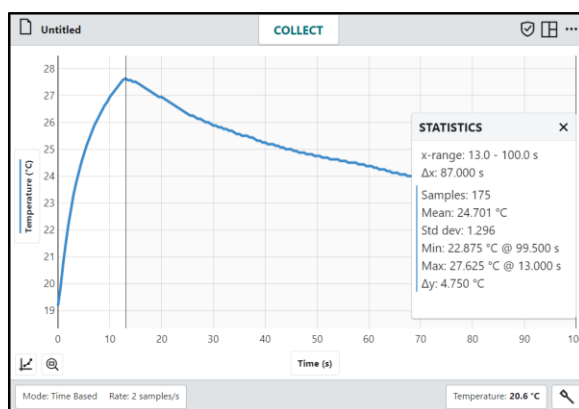 Untitled
COLLECT
28
27
26
25
24
23
22
21
20
19
Temperature (°C)
STATISTICS
x-range: 13.0 - 100.0 s
Δx: 87.000 s
Samples: 175
Mean: 24.701 °C
Std dev: 1.296
Min: 22.875 °C @ 99.500 s
Max: 27.625 °C @ 13.000 s
Δy: 4.750 °C
0 10 20 30 40 50 60 70 80 90
Time (s)
Mode: Time Based Rate: 2 samples/s
Temperature: 20.6 °C